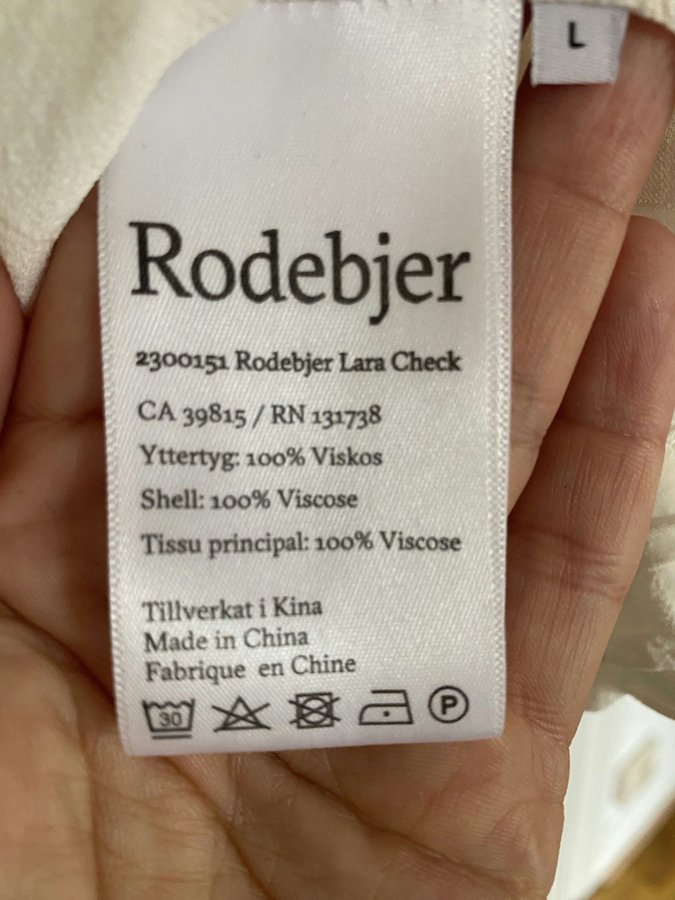 L
Rodebjer
2300151 Rodebjer Lara Check
CA 39815 / RN 131738
Yttertyg: 100% Viskos
Shell: 100% Viscose
Tissu principal: 100% Viscose
Tillverkat i Kina
Made in China
Fabrique en Chine
30 P